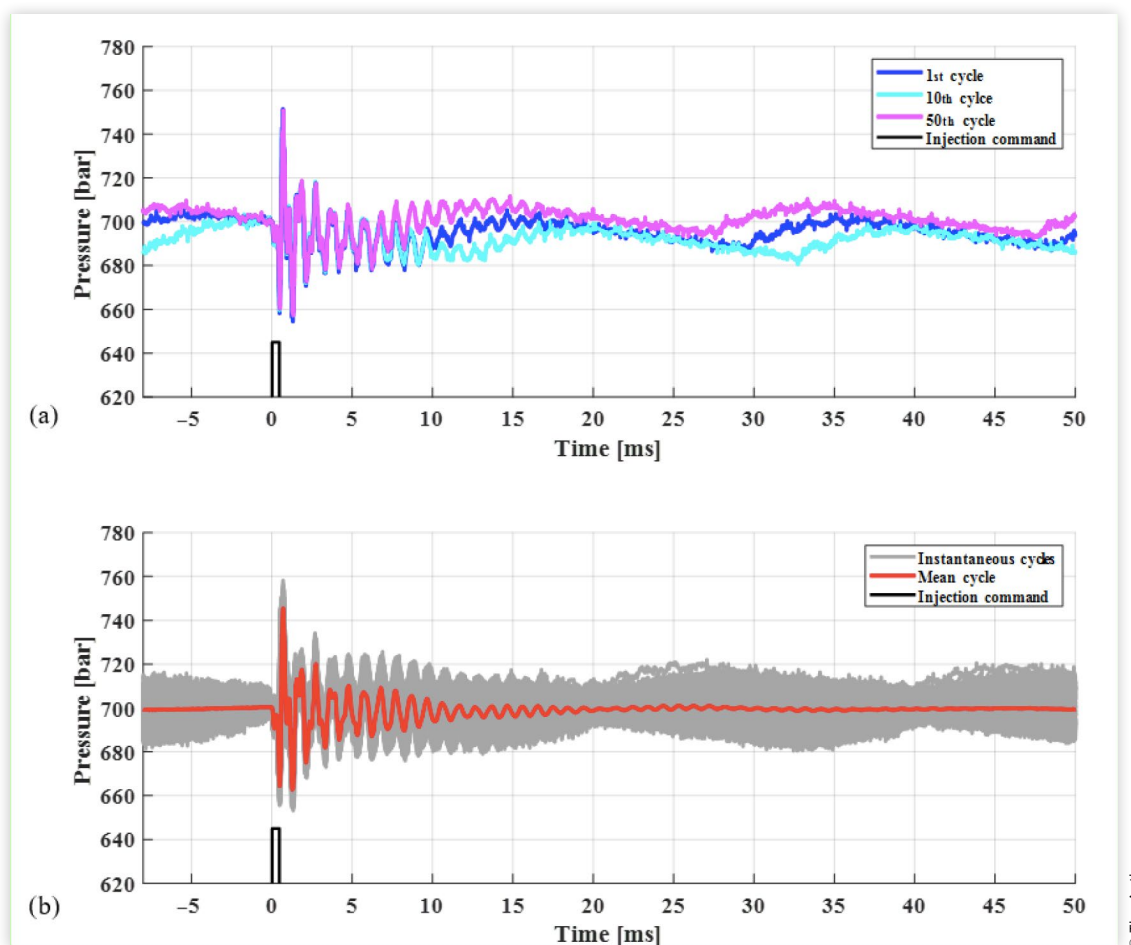 780
760
740
720
700
680
660
640
620
Pressure [bar]
1st cycle
10th cylce
50th cycle
Injection command
−5 0 5 10 15 20 25 30 35 40 45 50
Time [ms]
(a)
780
760
740
720
700
680
660
640
620
Pressure [bar]
Instantaneous cycles
Mean cycle
Injection command
−5 0 5 10 15 20 25 30 35 40 45 50
Time [ms]
(b)